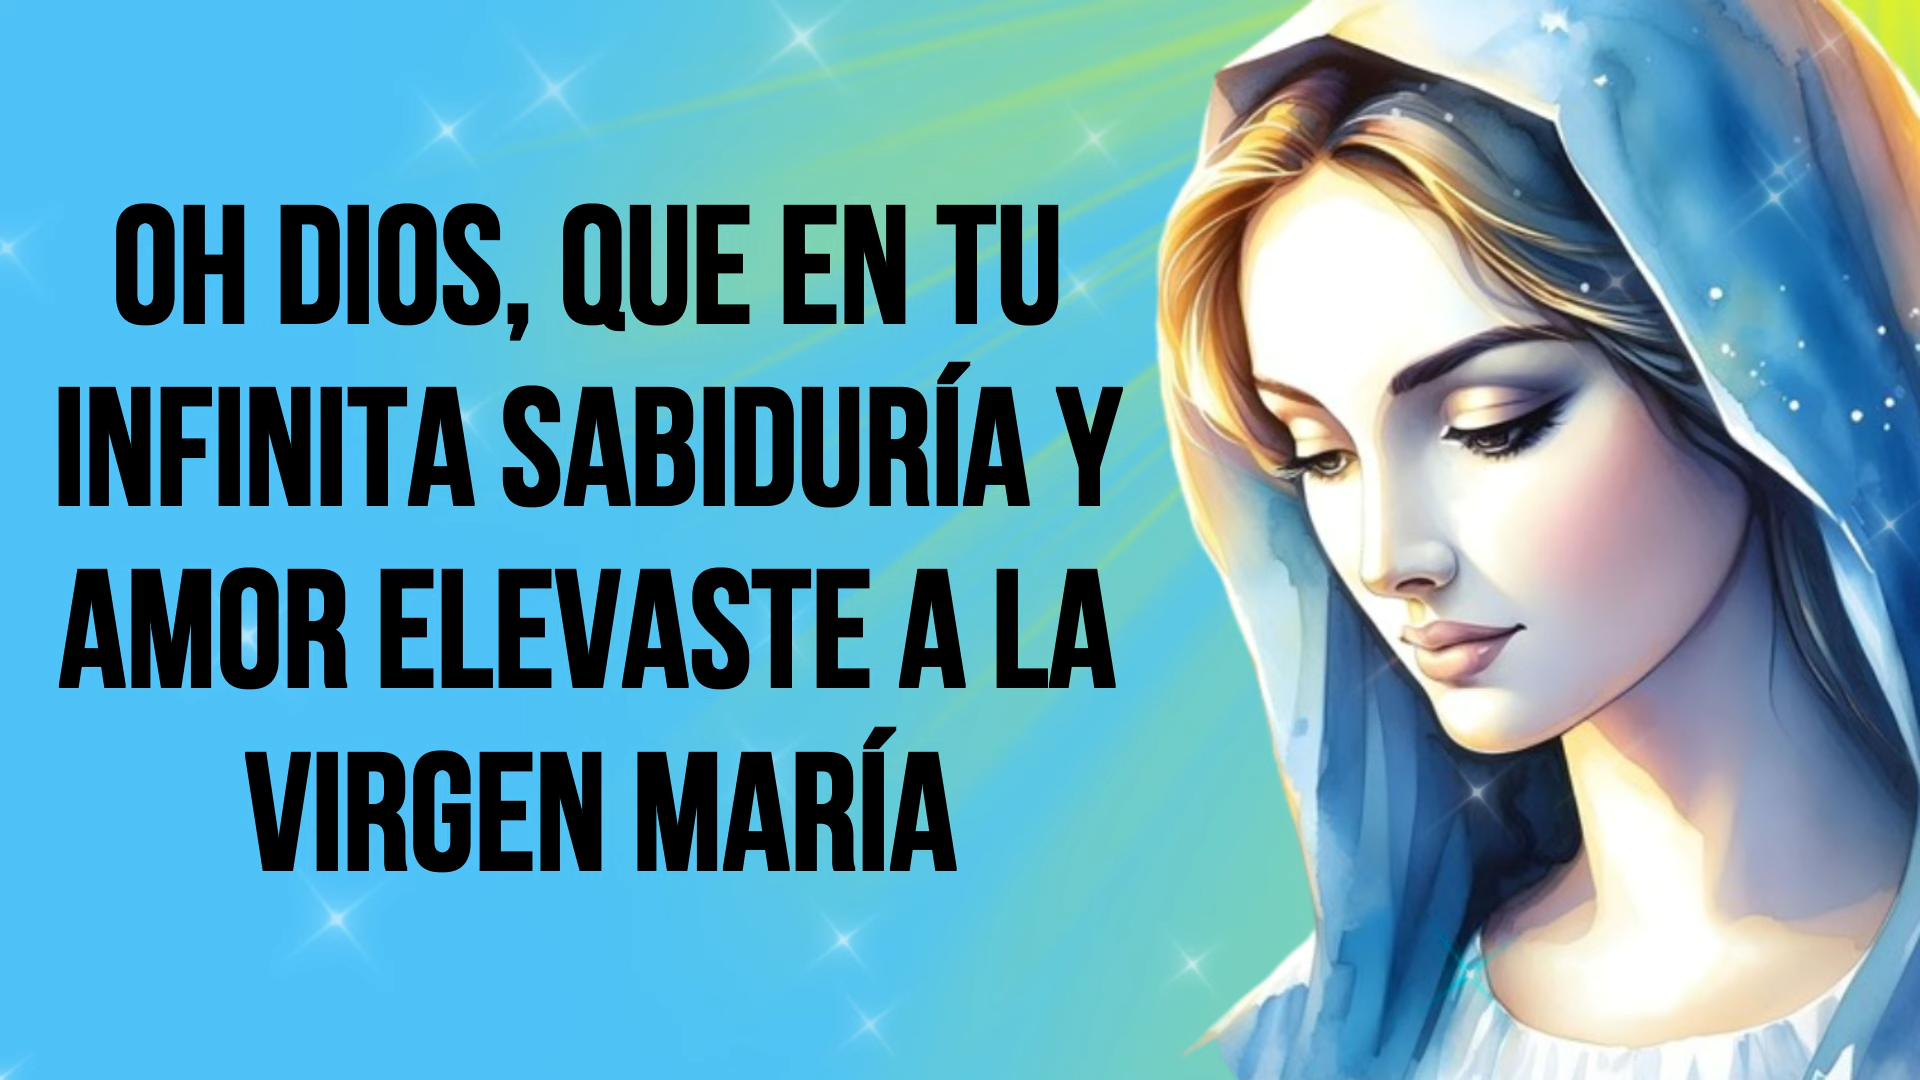 OH DIOS, QUE EN TU
INFINITA SABIDURÍA Y
AMOR ELEVASTE A LA
VIRGEN MARÍA